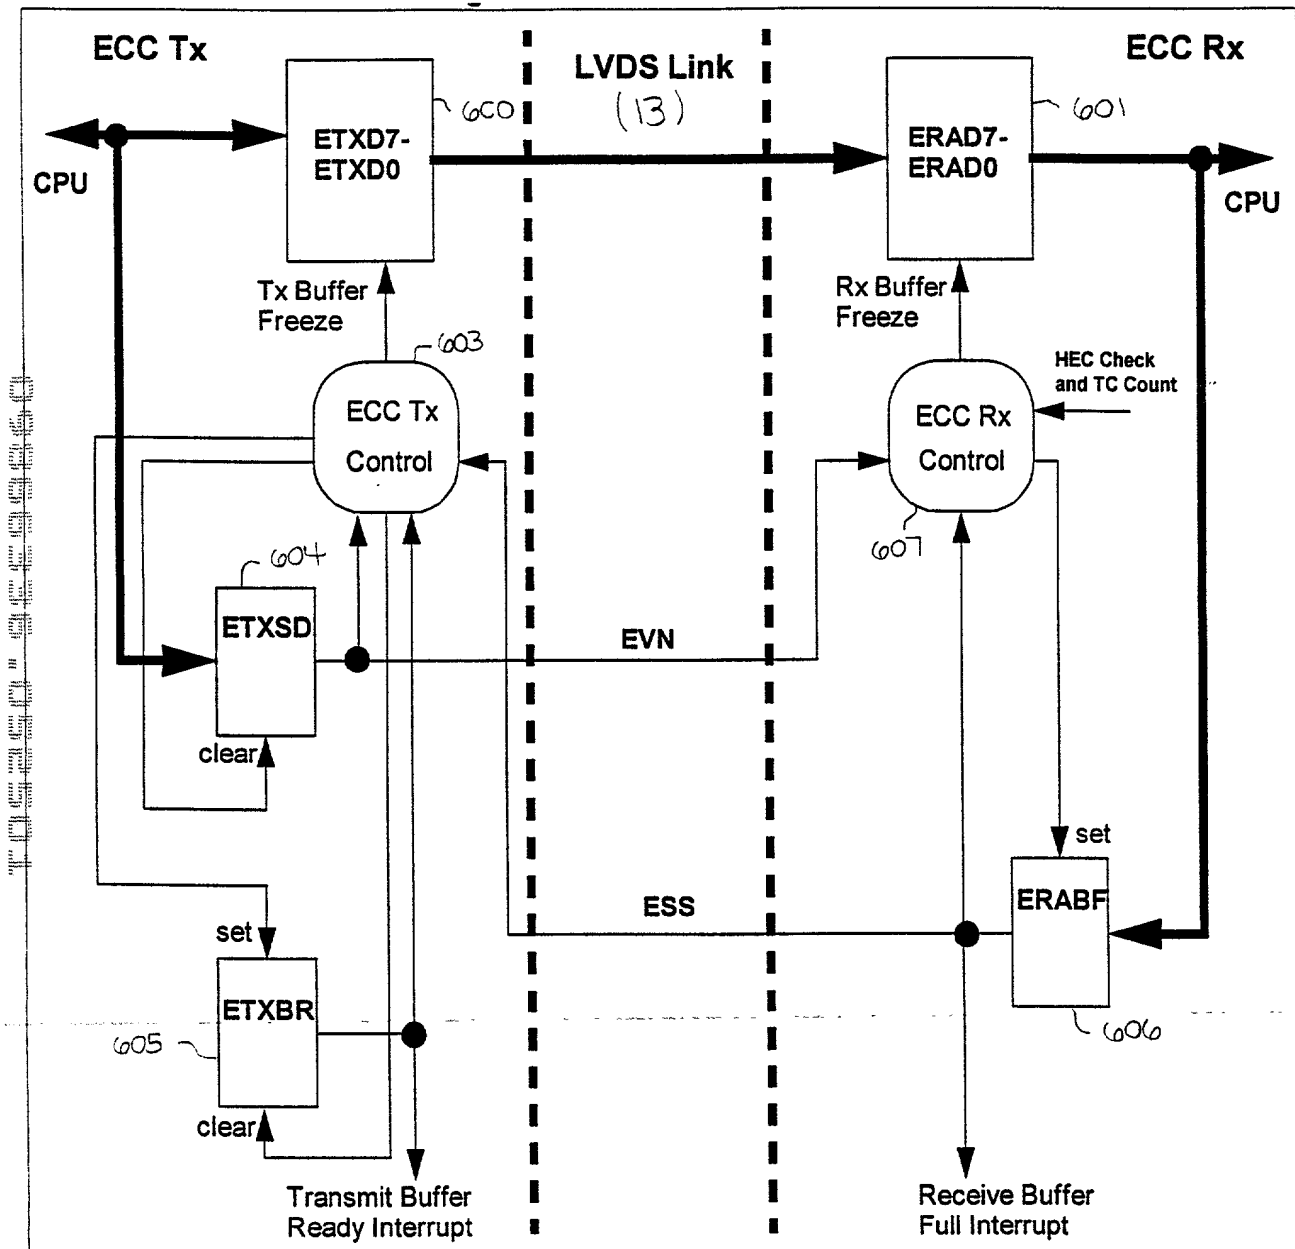 ECC Tx
LVDS Link
(13)
ECC Rx
600
601
ETXD7-
ETXD0
ERAD7-
ERAD0
CPU
CPU
Tx Buffer
Freeze
Rx Buffer
Freeze
603
HEC Check
and TC Count
ECC Tx
Control
ECC Rx
Control
607
604
ETXSD
EVN
clear
set
ERABF
ESS
set
ETXBR
605
606
clear
Transmit Buffer
Ready Interrupt
Receive Buffer
Full Interrupt